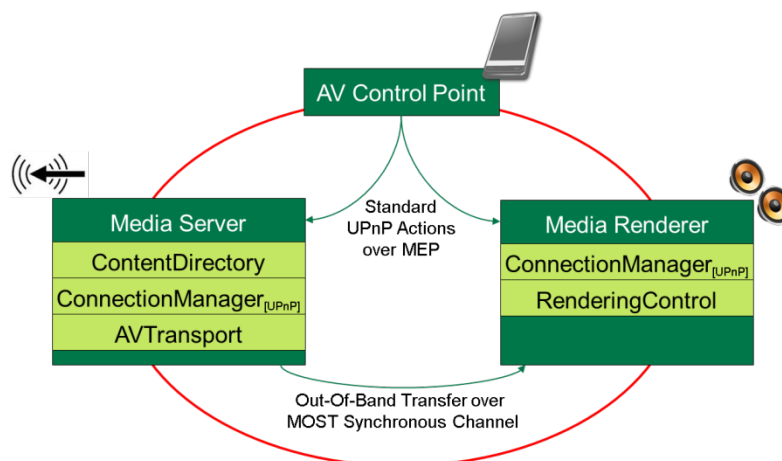 AV Control Point
Media Server
ContentDirectory
ConnectionManager[UPnP]
AVTransport
Standard
UPnP Actions
over MEP
Media Renderer
ConnectionManager[UPnP]
RenderingControl
Out-Of-Band Transfer over
MOST Synchronous Channel